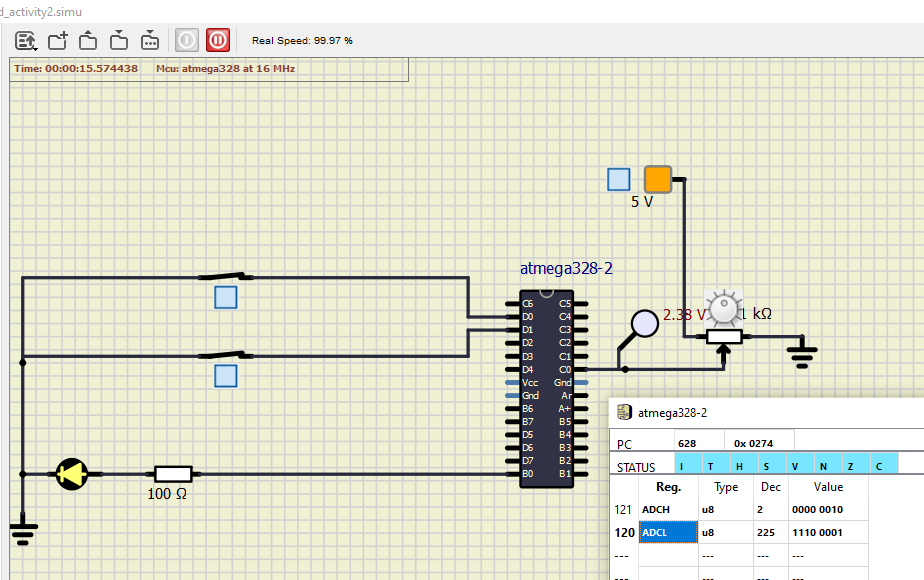 d_activity2.simu
Real Speed: 99.97 %
Time: 00:00:15.574438 Mcu: atmega328 at 16 MHz
5 V
atmega328-2
2.38 V 1 kΩ
C6 C5
D0 C4
D1 C3
D2 C2
D3 C1
D4 C0
Vcc Gnd
Gnd Ar
B6 A+
B7 B5
D5 B4
D6 B3
D7 B2
B0 B1
100 Ω
atmega328-2
PC 628 0x 0274
STATUS I T H S V N Z C
Reg. Type Dec Value
121 ADCH u8 2 0000 0010
120 ADCL u8 225 1110 0001
--- --- --- ---